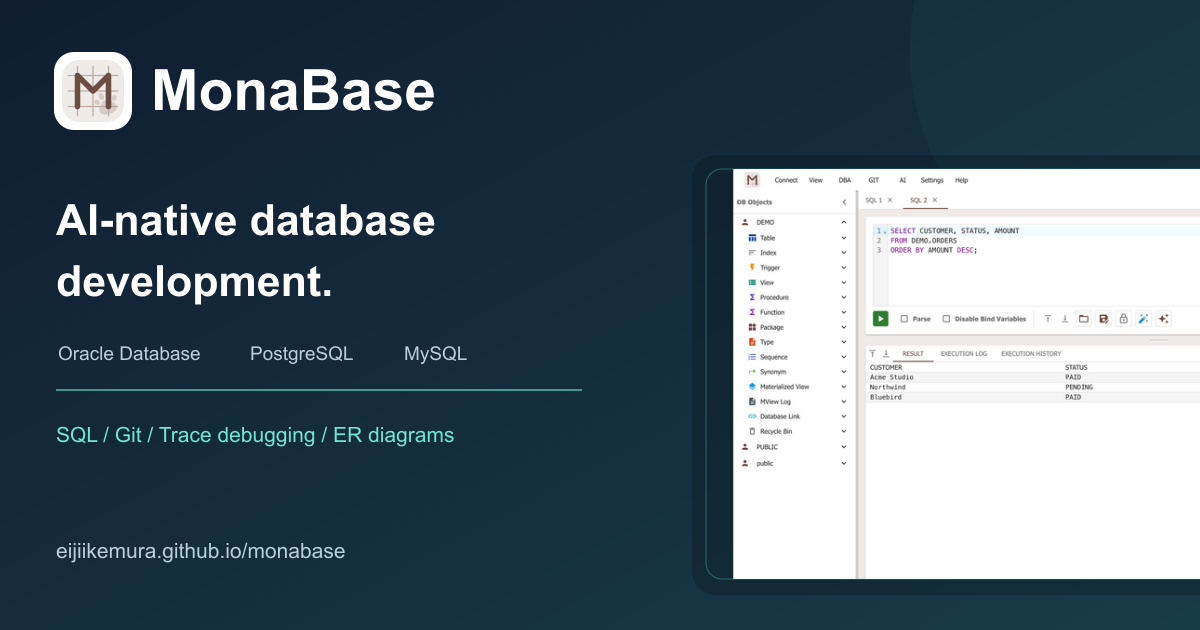 MonaBase
AI-native database
development.
Oracle Database PostgreSQL MySQL
SQL / Git / Trace debugging / ER diagrams
eijiikemura.github.io/monabase
M Connect View DBA GIT AI Settings Help
DB Objects
DEMO
Table
Index
Trigger
View
Procedure
Function
Package
Type
Sequence
Synonym
Materialized View
MView Log
Database Link
Recycle Bin
PUBLIC
public
SQL 1 × SQL 2 ×
1 SELECT CUSTOMER, STATUS, AMOUNT
2 FROM DEMO.ORDERS
3 ORDER BY AMOUNT DESC;
Parse Disable Bind Variables
RESULT EXECUTION LOG EXECUTION HISTORY
CUSTOMER STATUS
Acme Studio PAID
Northwind PENDING
Bluebird PAID